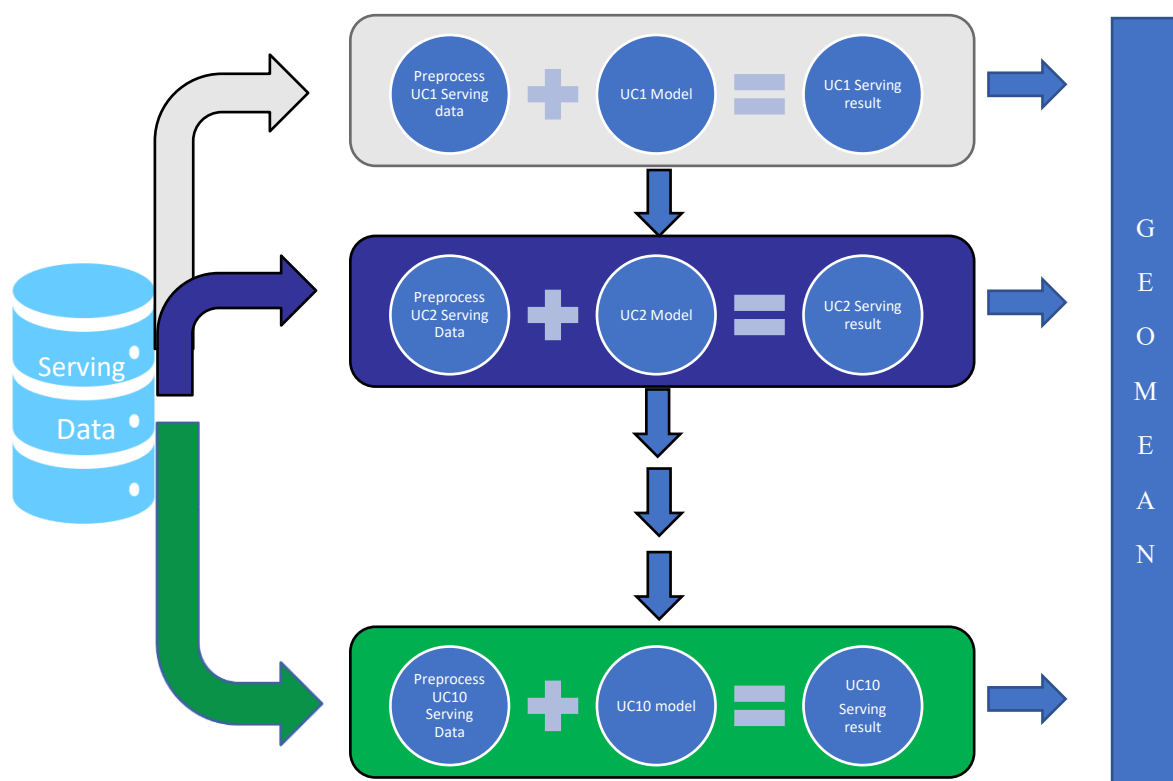 Preprocess
UC1 Serving
data
UC1 Model
UC1 Serving
result
Serving
Data
Preprocess
UC2 Serving
Data
UC2 Model
UC2 Serving
result
Preprocess
UC10
Serving
Data
UC10 model
UC10
Serving
result
G
E
O
M
E
A
N